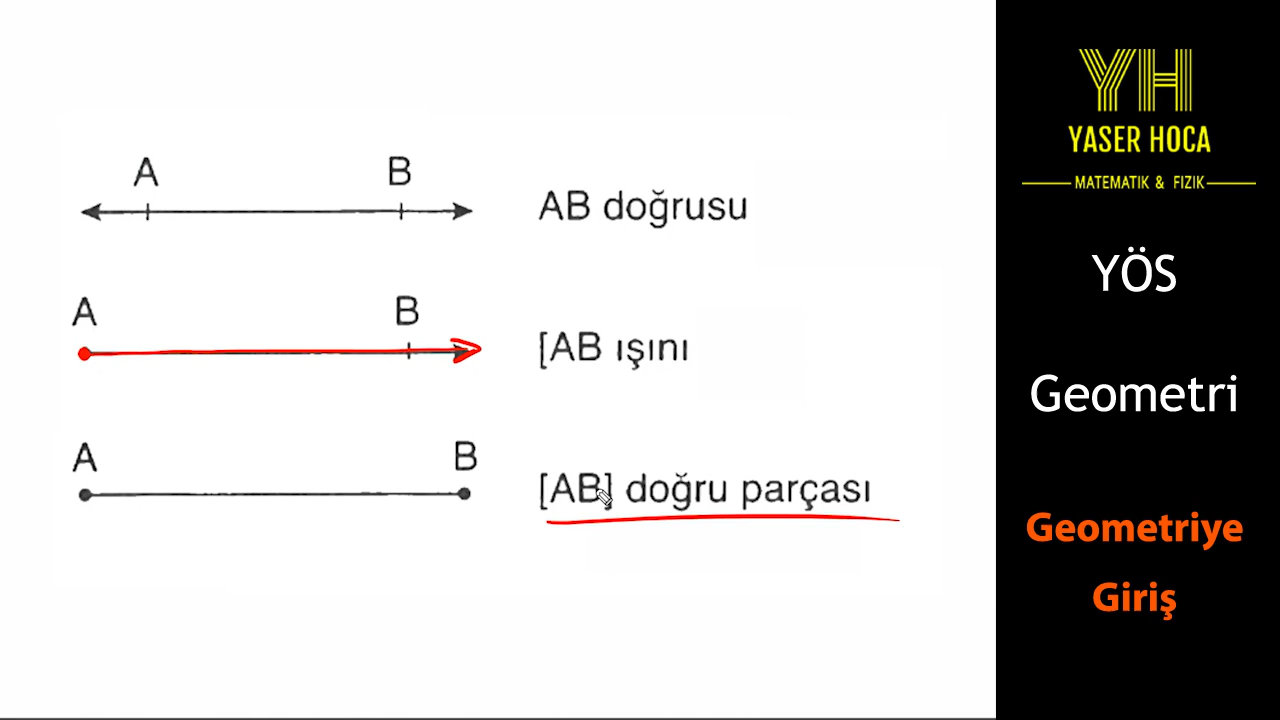 A B
AB doğrusu
A B
[AB ışını
A B
[AB] doğru parçası
YH
YASER HOCA
MATEMATIK & FIZIK
YÖS
Geometri
Geometriye
Giriş